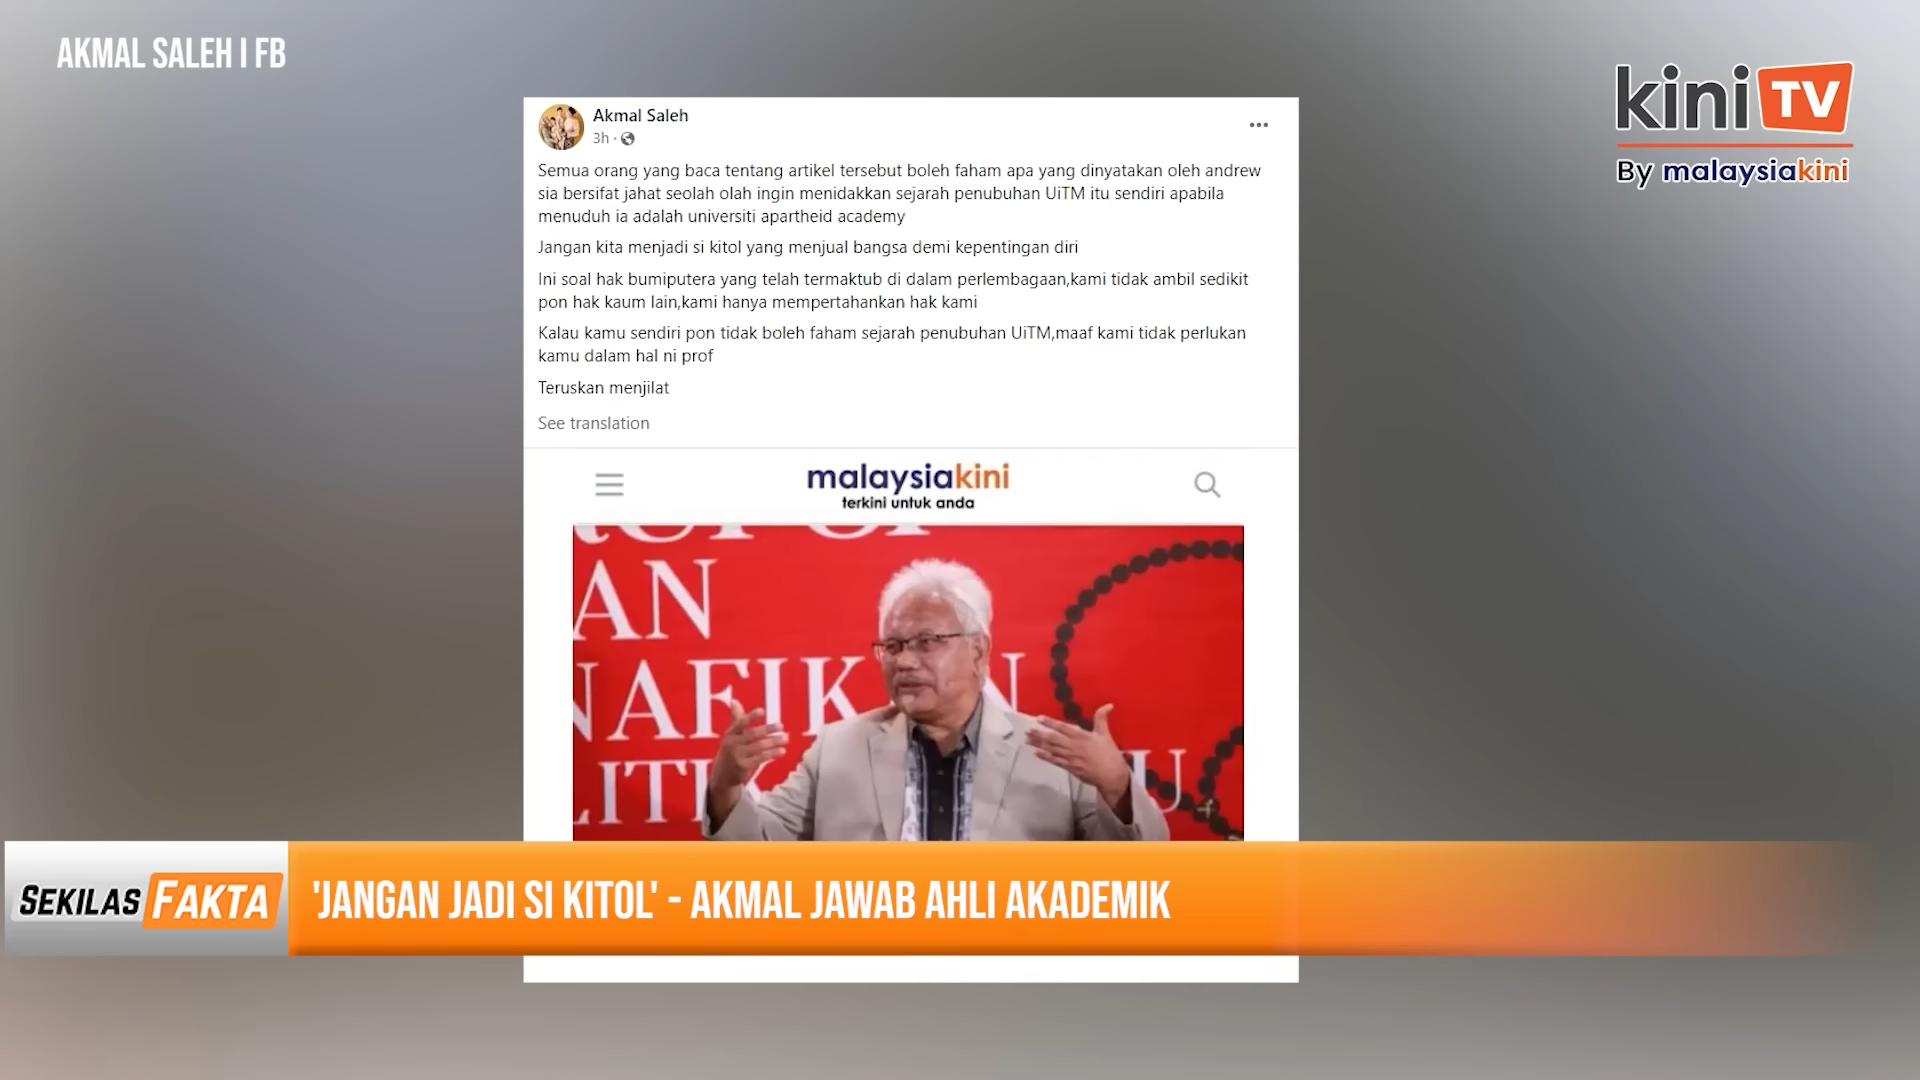 AKMAL SALEH I FB
kini TV
By malaysiakini
Akmal Saleh
3h ·
Semua orang yang baca tentang artikel tersebut boleh faham apa yang dinyatakan oleh andrew
sia bersifat jahat seolah olah ingin menidakkan sejarah penubuhan UiTM itu sendiri apabila
menuduh ia adalah universiti apartheid academy
Jangan kita menjadi si kitol yang menjual bangsa demi kepentingan diri
Ini soal hak bumiputera yang telah termaktub di dalam perlembagaan,kami tidak ambil sedikit
pon hak kaum lain,kami hanya mempertahankan hak kami
Kalau kamu sendiri pon tidak boleh faham sejarah penubuhan UiTM,maaf kami tidak perlukan
kamu dalam hal ni prof
Teruskan menjilat
See translation
malaysiakini
terkini untuk anda
AN
NAFIK N
LITIK U
SEKILAS FAKTA
'JANGAN JADI SI KITOL' - AKMAL JAWAB AHLI AKADEMIK